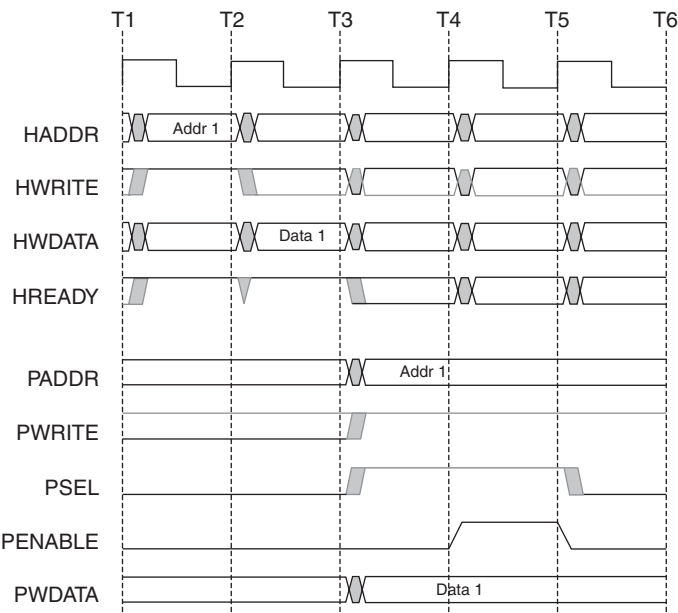 T1 T2 T3 T4 T5 T6
HADDR Addr 1
HWRITE
HWDATA Data 1
HREADY
PADDR Addr 1
PWRITE
PSEL
PENABLE
PWDATA Data 1